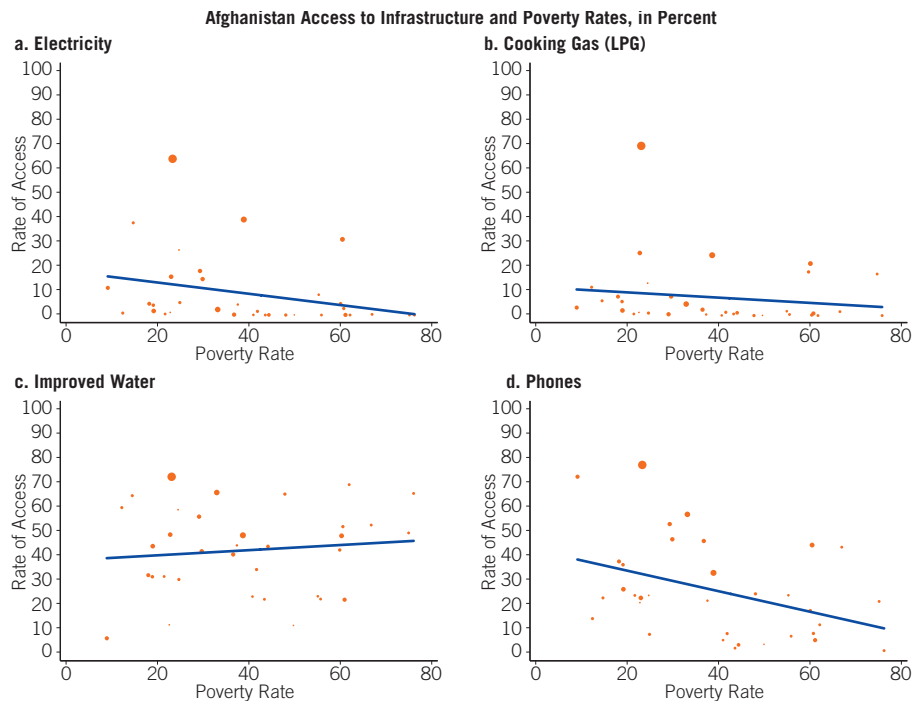 Afghanistan Access to Infrastructure and Poverty Rates, in Percent
a. Electricity
100
90
80
70
60
50
40
30
20
10
0
Rate of Access
0 20 40 60 80
Poverty Rate
b. Cooking Gas (LPG)
100
90
80
70
60
50
40
30
20
10
0
Rate of Access
0 20 40 60 80
Poverty Rate
c. Improved Water
100
90
80
70
60
50
40
30
20
10
0
Rate of Access
0 20 40 60 80
Poverty Rate
d. Phones
100
90
80
70
60
50
40
30
20
10
0
Rate of Access
0 20 40 60 80
Poverty Rate